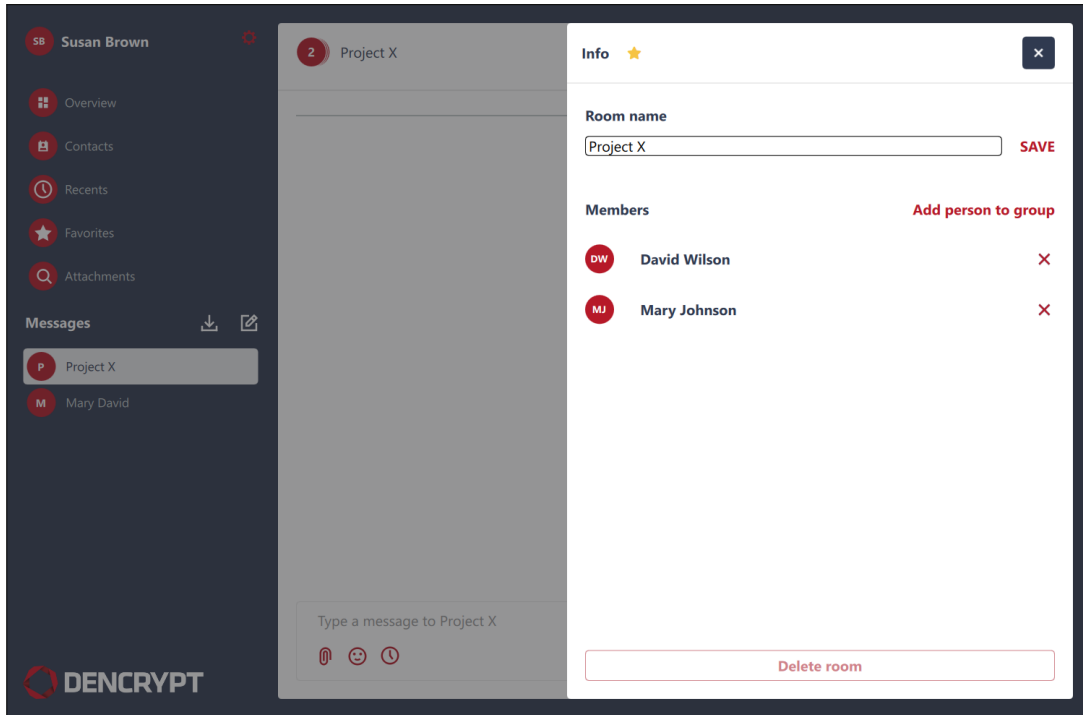 SB Susan Brown
Overview
Contacts
Recents
Favorites
Attachments
Messages
P Project X
M Mary David
DENCRYPT
2 Project X
Type a message to Project X
Info
Room name
Project X SAVE
Members Add person to group
DW David Wilson
MJ Mary Johnson
Delete room